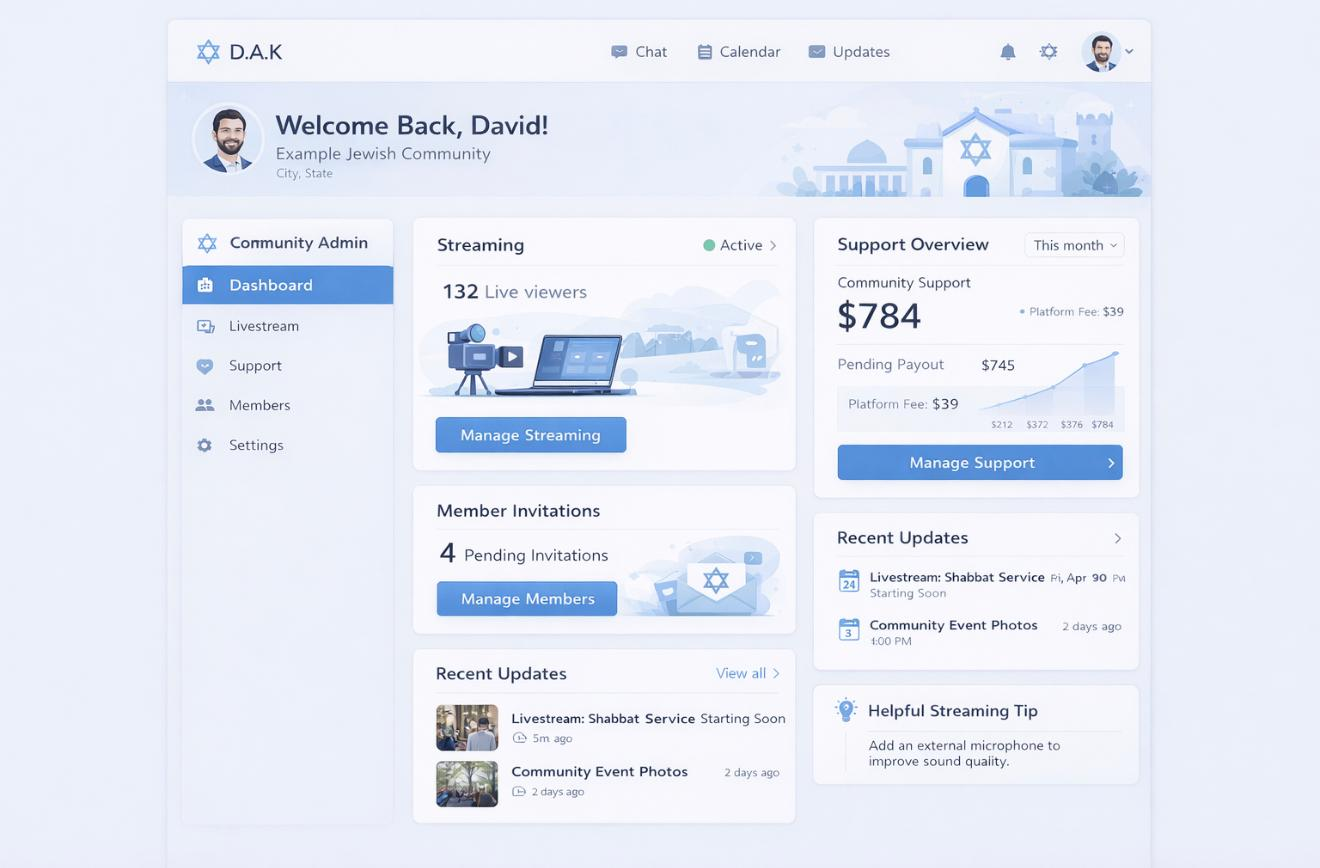 D.A.K
Chat
Calendar
Updates
Welcome Back, David!
Example Jewish Community
City, State
Community Admin
Dashboard
Livestream
Support
Members
Settings
Streaming
Active
132 Live viewers
Manage Streaming
Member Invitations
4 Pending Invitations
Manage Members
Recent Updates
View all
Livestream: Shabbat Service Starting Soon
5m ago
Community Event Photos
2 days ago
2 days ago
Support Overview
This month
Community Support
$784
Platform Fee: $39
Pending Payout $745
Platform Fee: $39
$212 $372 $376 $784
Manage Support
Recent Updates
24
Livestream: Shabbat Service Fri, Apr 90
Starting Soon
3
Community Event Photos 2 days ago
:00 PM
Helpful Streaming Tip
Add an external microphone to
improve sound quality.